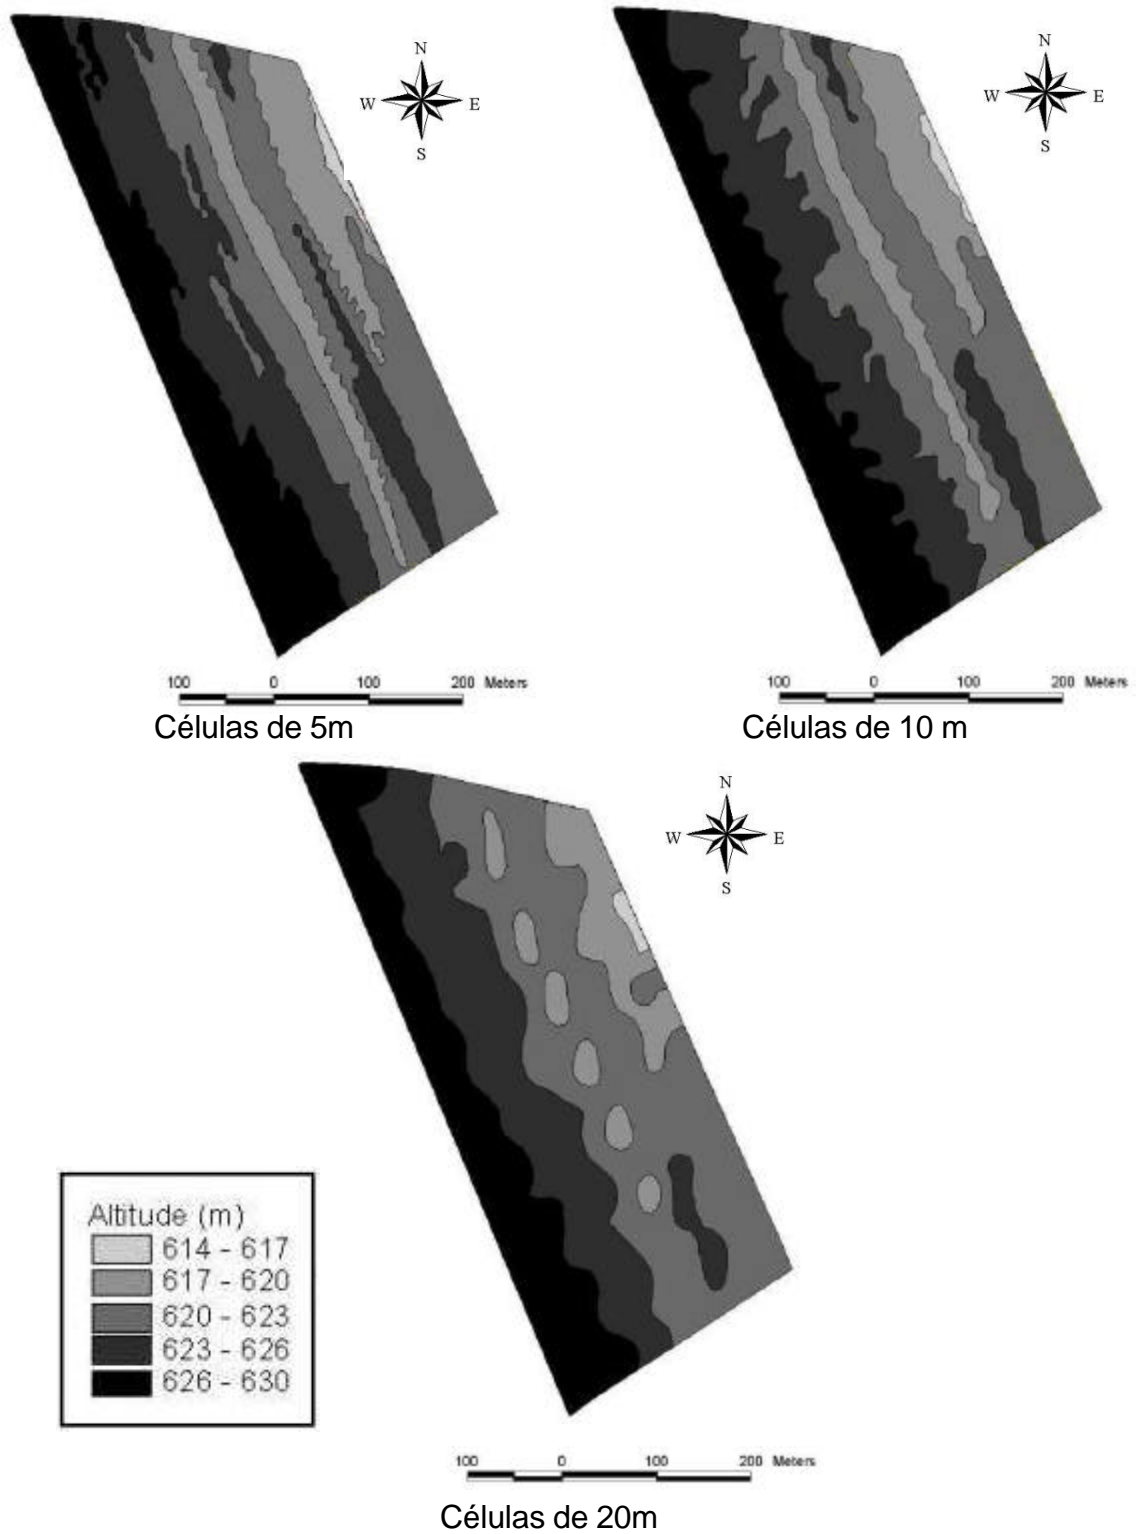 N
W E
S
N
W E
S
100 0 100 200 Meters
Células de 5m
100 0 100 200 Meters
Células de 10 m
N
W E
S
Altitude (m)
614 - 617
617 - 620
620 - 623
623 - 626
626 - 630
100 0 100 200 Meters
Células de 20m